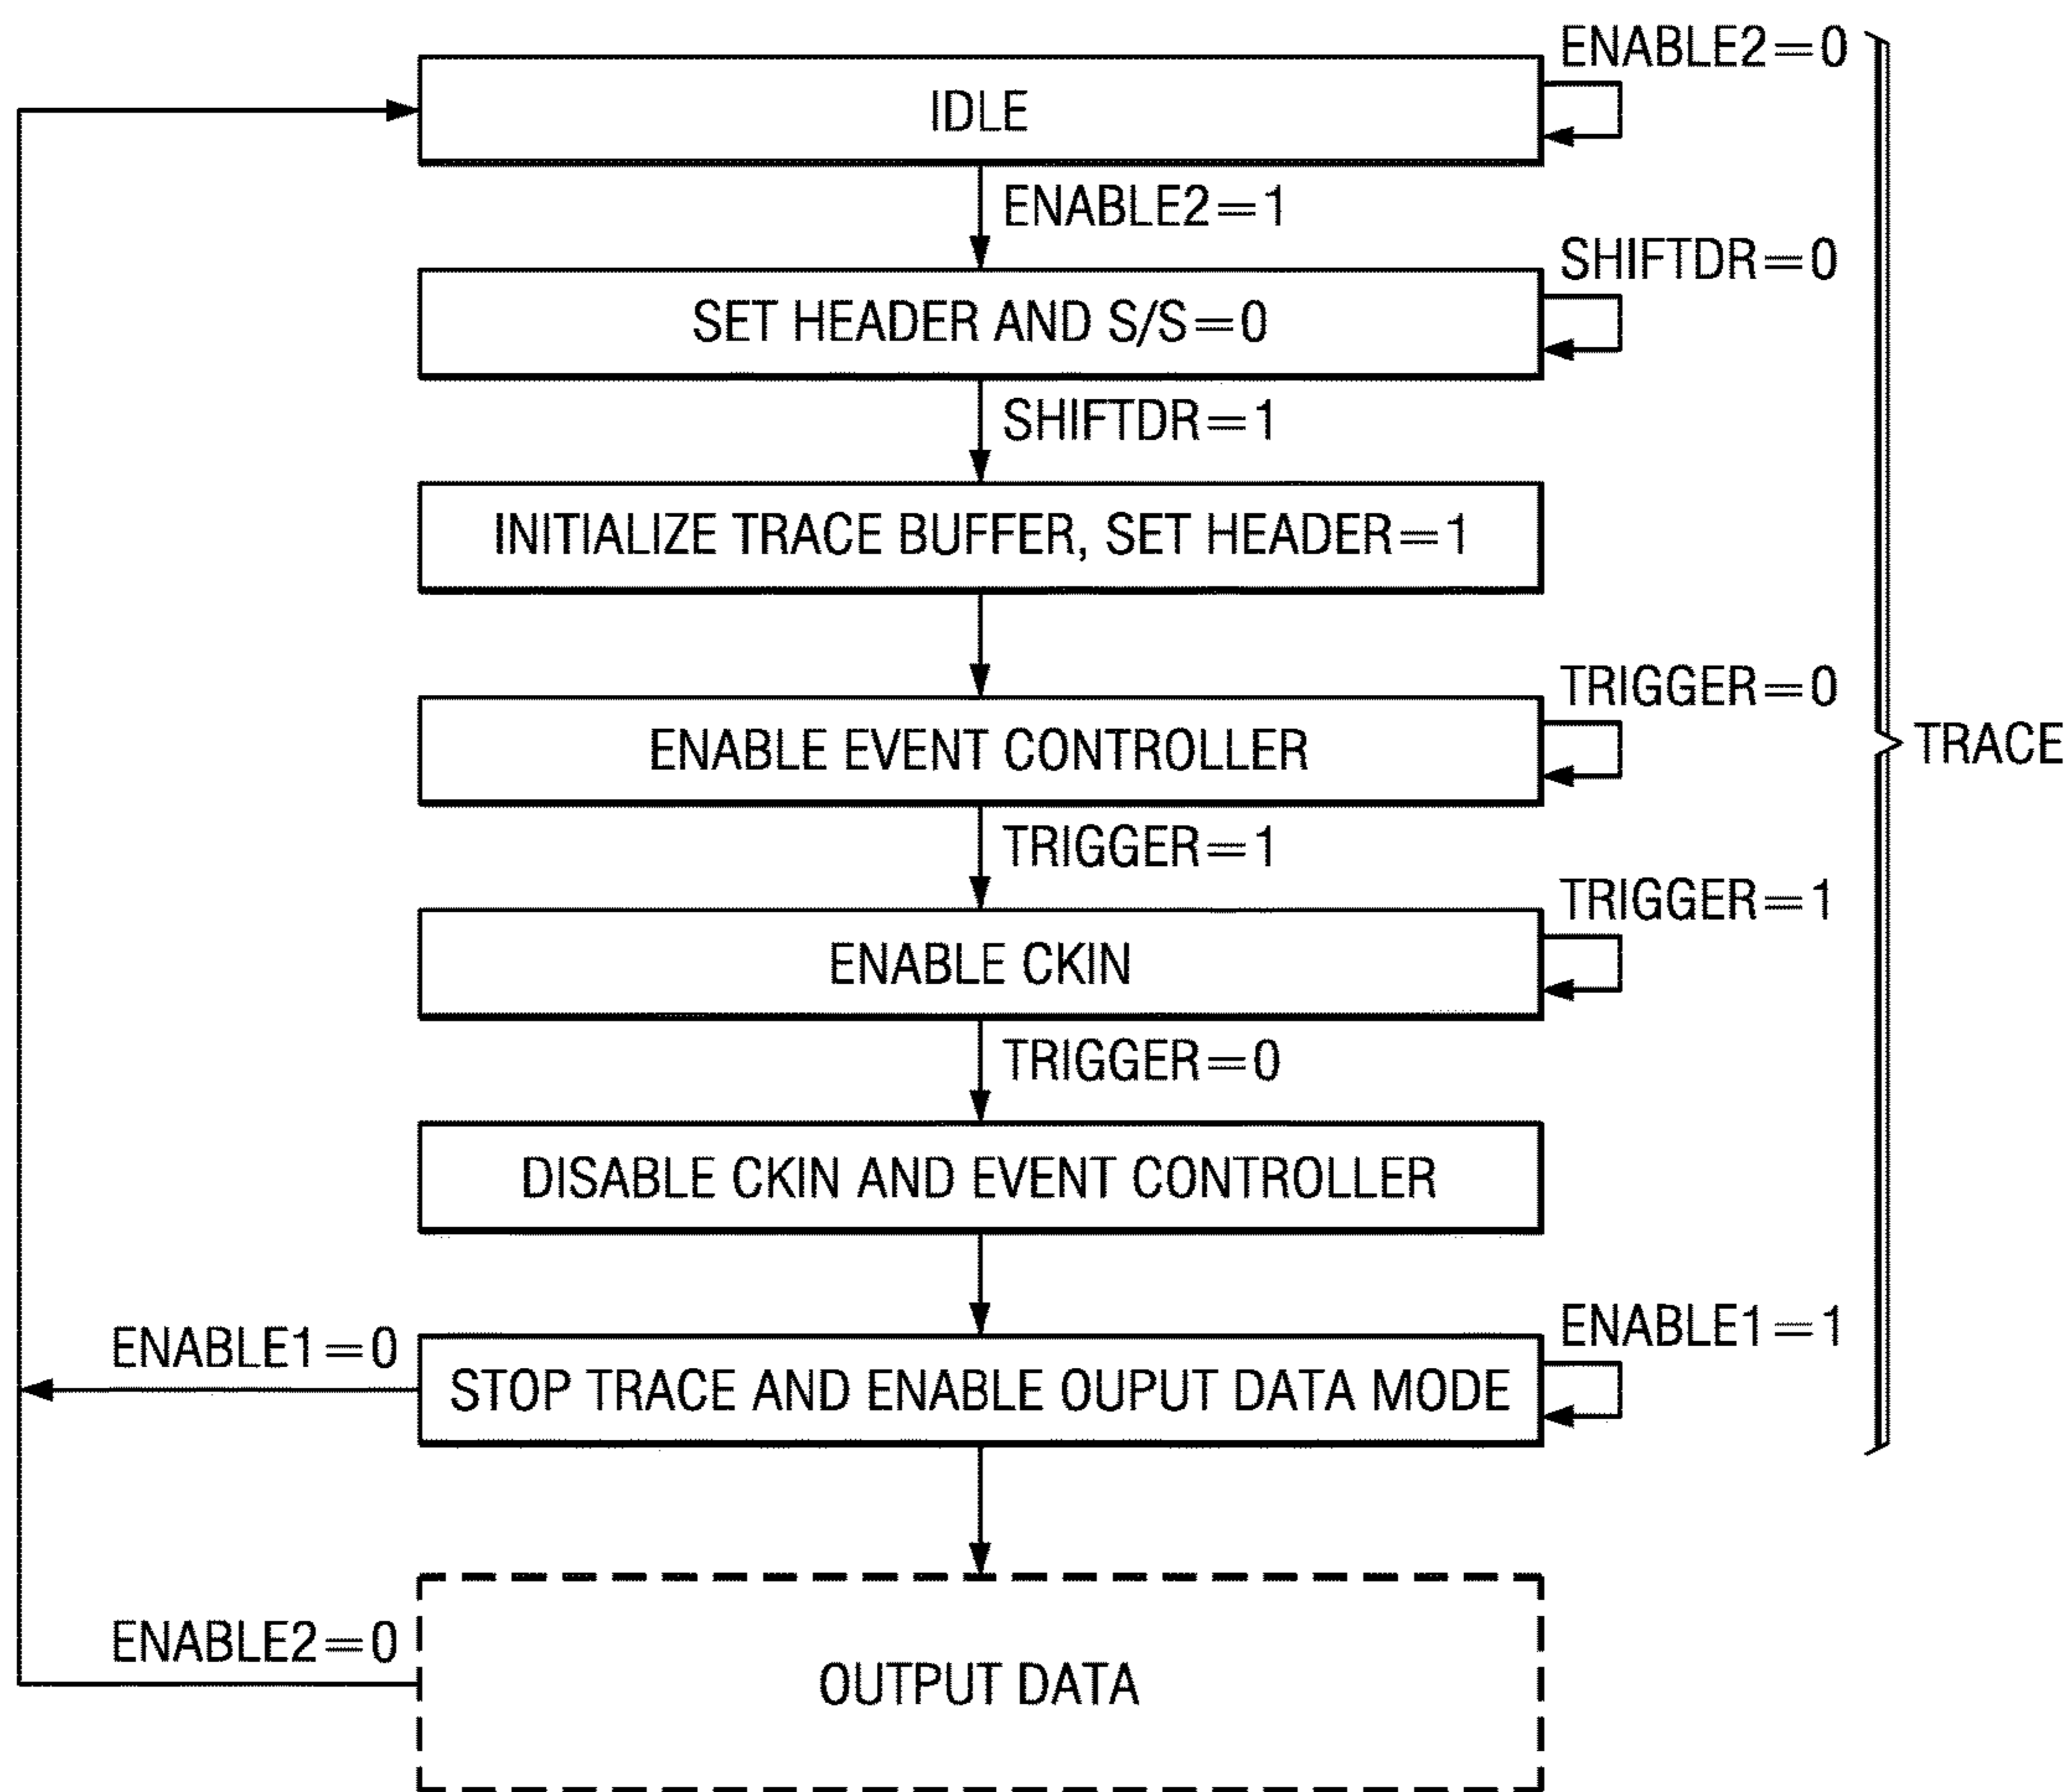 ENABLE2=0
IDLE
ENABLE2=1
SHIFTDR=0
SET HEADER AND S/S=0
SHIFTDR=1
INITIALIZE TRACE BUFFER, SET HEADER=1
TRIGGER=0
ENABLE EVENT CONTROLLER
TRACE
TRIGGER=1
TRIGGER=1
ENABLE CKIN
TRIGGER=0
DISABLE CKIN AND EVENT CONTROLLER
ENABLE1=1
ENABLE1=0
STOP TRACE AND ENABLE OUPUT DATA MODE
ENABLE2=0
OUTPUT DATA